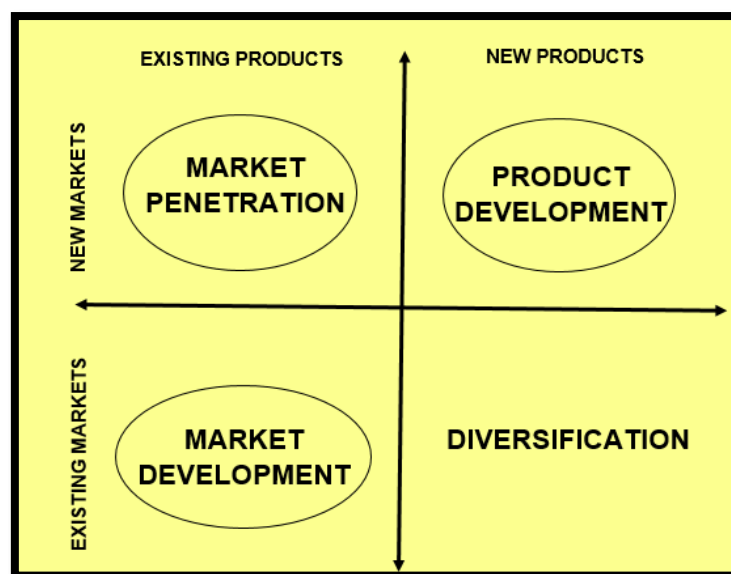 EXISTING PRODUCTS
NEW PRODUCTS
NEW MARKETS
MARKET
PENETRATION
PRODUCT
DEVELOPMENT
EXISTING MARKETS
MARKET
DEVELOPMENT
DIVERSIFICATION